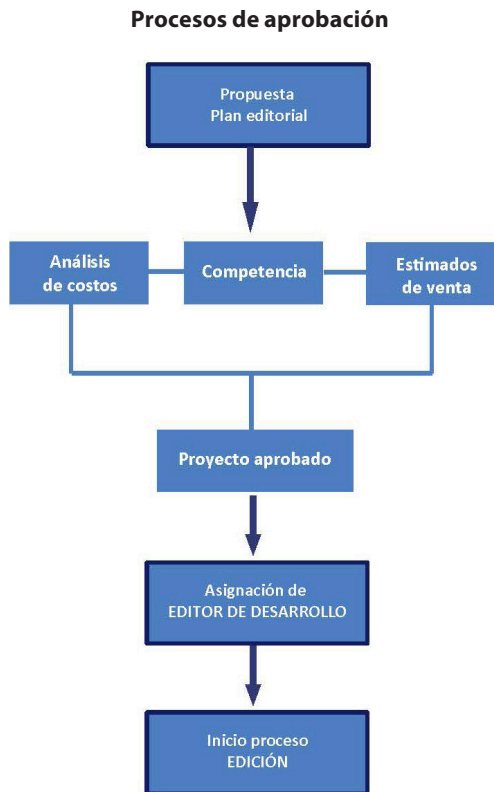 Procesos de aprobación
Propuesta
Plan editorial
Análisis
de costos
Competencia
Estimados
de venta
Proyecto aprobado
Asignación de
EDITOR DE DESARROLLO
Inicio proceso
EDICIÓN